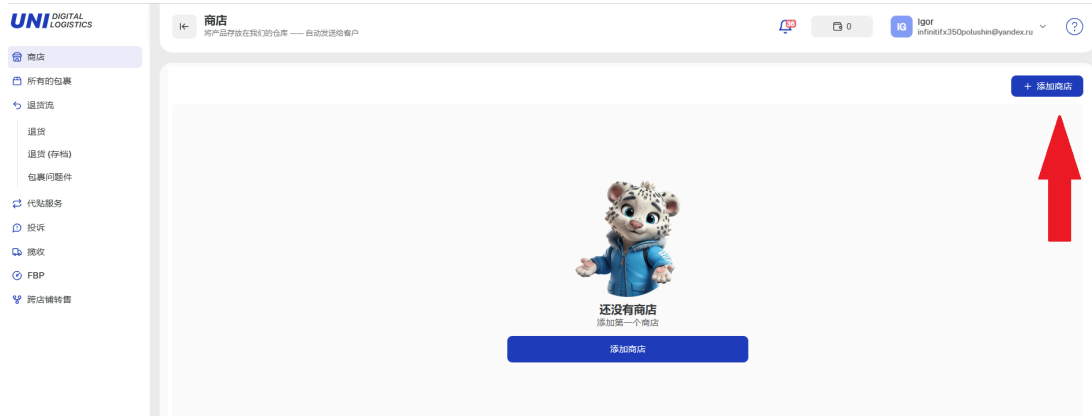 UNI DIGITAL LOGISTICS
商店
所有的包裹
退货流
退货
退货 (存档)
包裹问题件
代贴服务
投诉
揽收
FBP
跨店铺转售
商店
将产品存放在我们的仓库 —— 自动发送给客户
36
0
IG
Igor
infinitifx350polushin@yandex.ru
?
+ 添加商店
还没有商店
添加第一个商店
添加商店